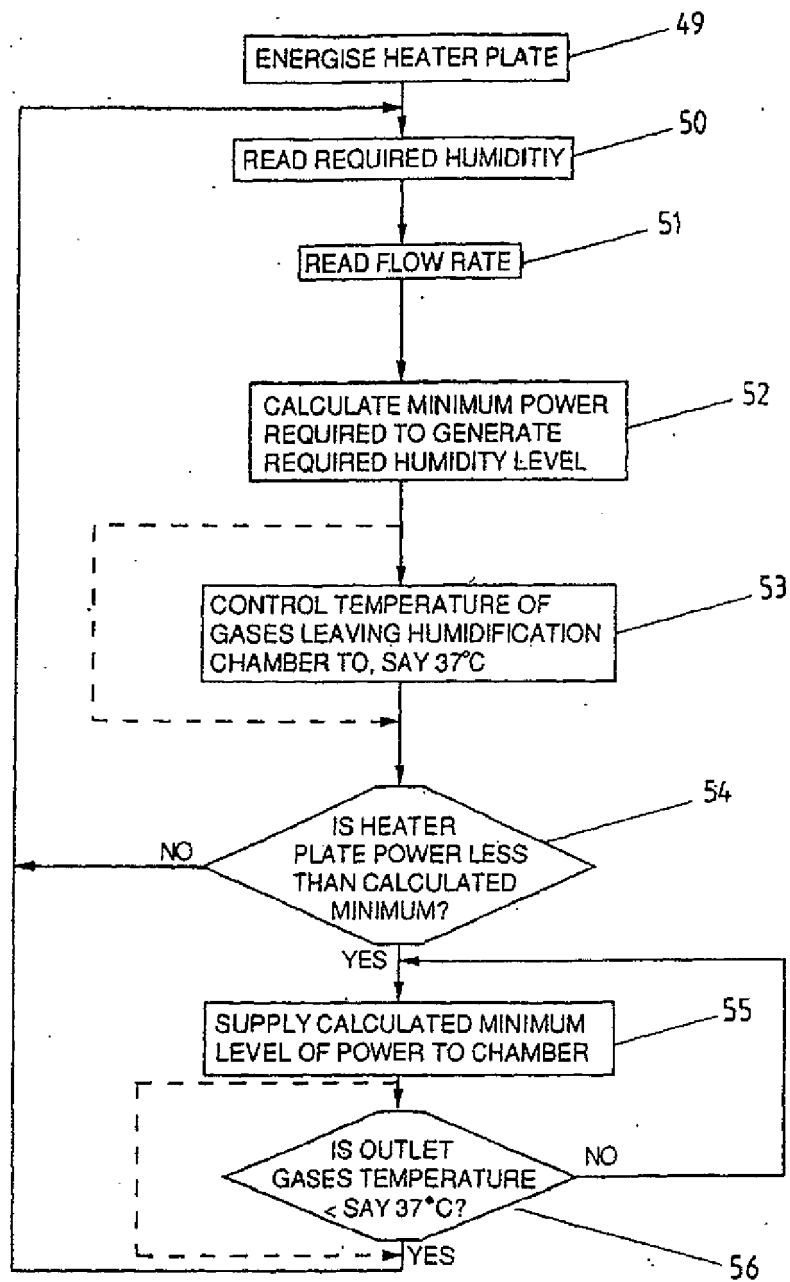 49
ENERGISE HEATER PLATE
50
READ REQUIRED HUMIDITIY
51
READ FLOW RATE
52
CALCULATE MINIMUM POWER
REQUIRED TO GENERATE
REQUIRED HUMIDITY LEVEL
53
CONTROL TEMPERATURE OF
GASES LEAVING HUMIDIFICATION
CHAMBER TO, SAY 37°C
54
IS HEATER
PLATE POWER LESS
THAN CALCULATED
MINIMUM?
NO
YES
55
SUPPLY CALCULATED MINIMUM
LEVEL OF POWER TO CHAMBER
IS OUTLET
GASES TEMPERATURE
< SAY 37°C?
NO
YES
56